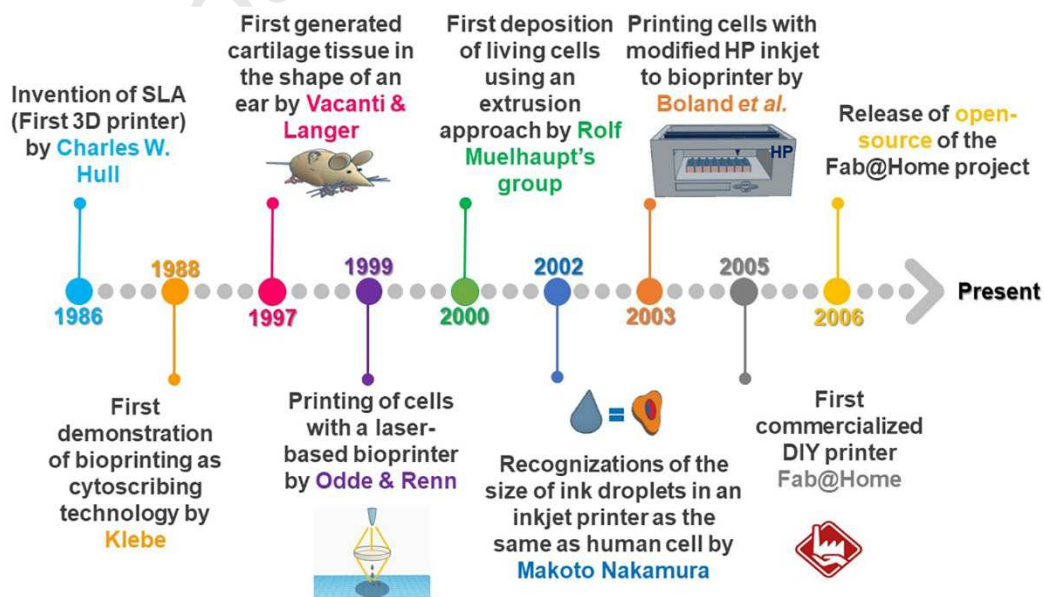 Invention of SLA
(First 3D printer)
by Charles W.
Hull
1986
1988
First
demonstration
of bioprinting as
cytoscribing
technology by
Klebe
First generated
cartilage tissue in
the shape of an
ear by Vacanti &
Langer
1997
1999
Printing of cells
with a laser-
based bioprinter
by Odde & Renn
First deposition
of living cells
using an
extrusion
approach by Rolf
Muelhaupt's
group
2000
2002
=
Recognizations of the
size of ink droplets in an
inkjet printer as the
same as human cell by
Makoto Nakamura
Printing cells with
modified HP inkjet
to bioprinter by
Boland et al.
HP
2003
2005
First
commercialized
DIY printer
Fab@Home
Release of open-
source of the
Fab@Home project
2006
Present